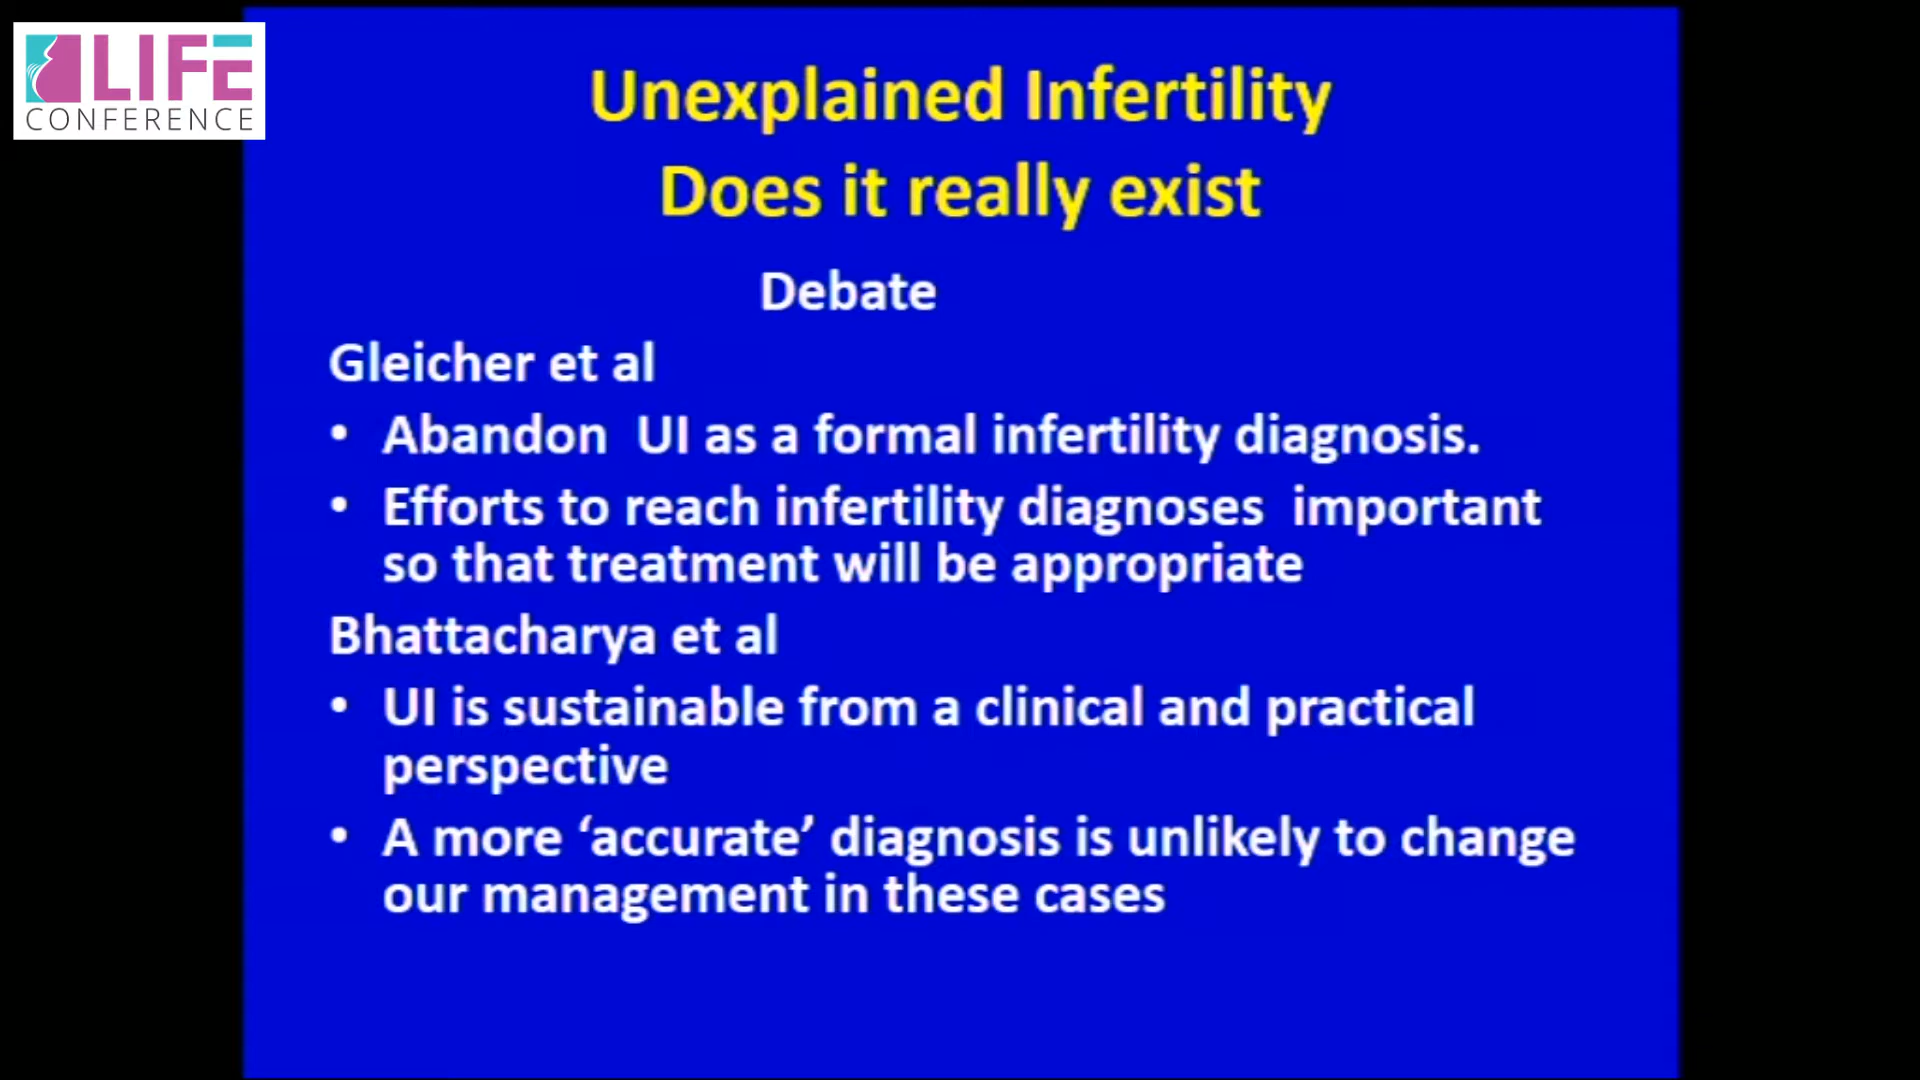 LIFE
CONFERENCE
Unexplained Infertility
Does it really exist
Debate
Gleicher et al
• Abandon UI as a formal infertility diagnosis.
• Efforts to reach infertility diagnoses important
so that treatment will be appropriate
Bhattacharya et al
• UI is sustainable from a clinical and practical
perspective
• A more ‘accurate’ diagnosis is unlikely to change
our management in these cases